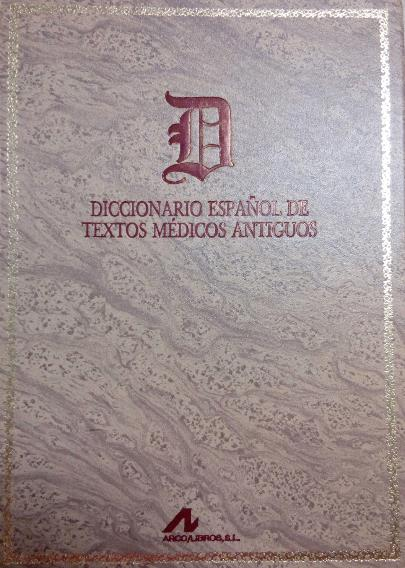 D
DICCIONARIO ESPAÑOL DE
TEXTOS MÉDICOS ANTIGUOS
ARCO/LIBROS, S.L.